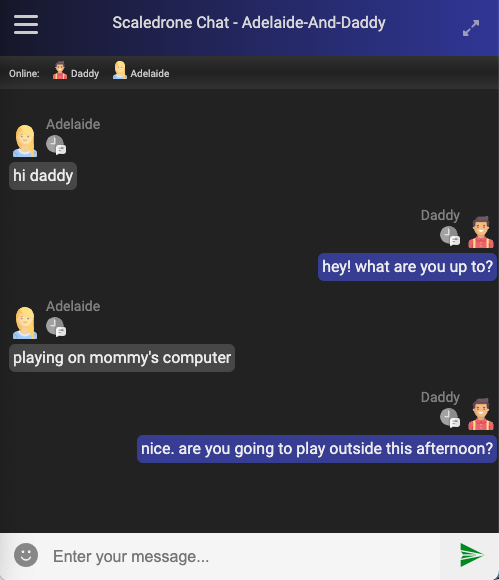 Scaledrone Chat - Adelaide-And-Daddy
Online: Daddy Adelaide
Adelaide
hi daddy
Daddy
hey! what are you up to?
Adelaide
playing on mommy's computer
Daddy
nice. are you going to play outside this afternoon?
Enter your message...